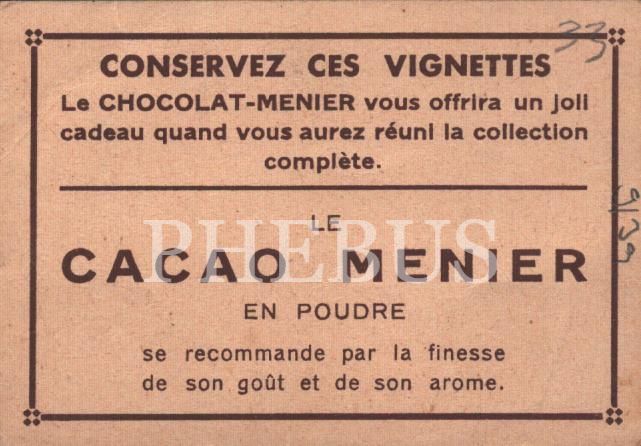 33
CONSERVEZ CES VIGNETTES
Le CHOCOLAT-MENIER vous offrira un joli
cadeau quand vous aurez réuni la collection
complète.
LE
PHEBUS
CACAO MENIER
EN POUDRE
se recommande par la finesse
de son goût et de son arome.